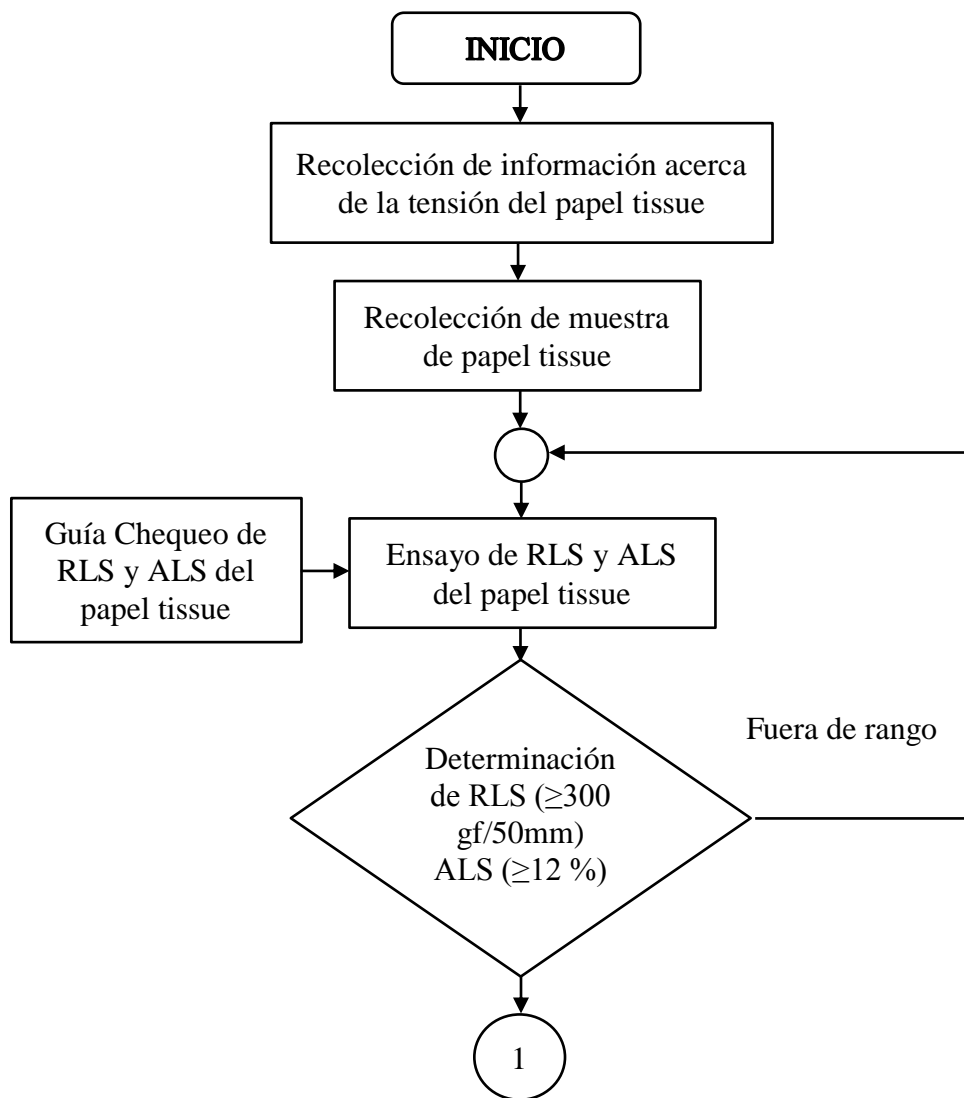 INICIO
Recolección de información acerca
de la tensión del papel tissue
Recolección de muestra
de papel tissue
Guía Chequeo de
RLS y ALS del
papel tissue
Ensayo de RLS y ALS
del papel tissue
Fuera de rango
Determinación
de RLS (≥300
gf/50mm)
ALS (≥12 %)
1